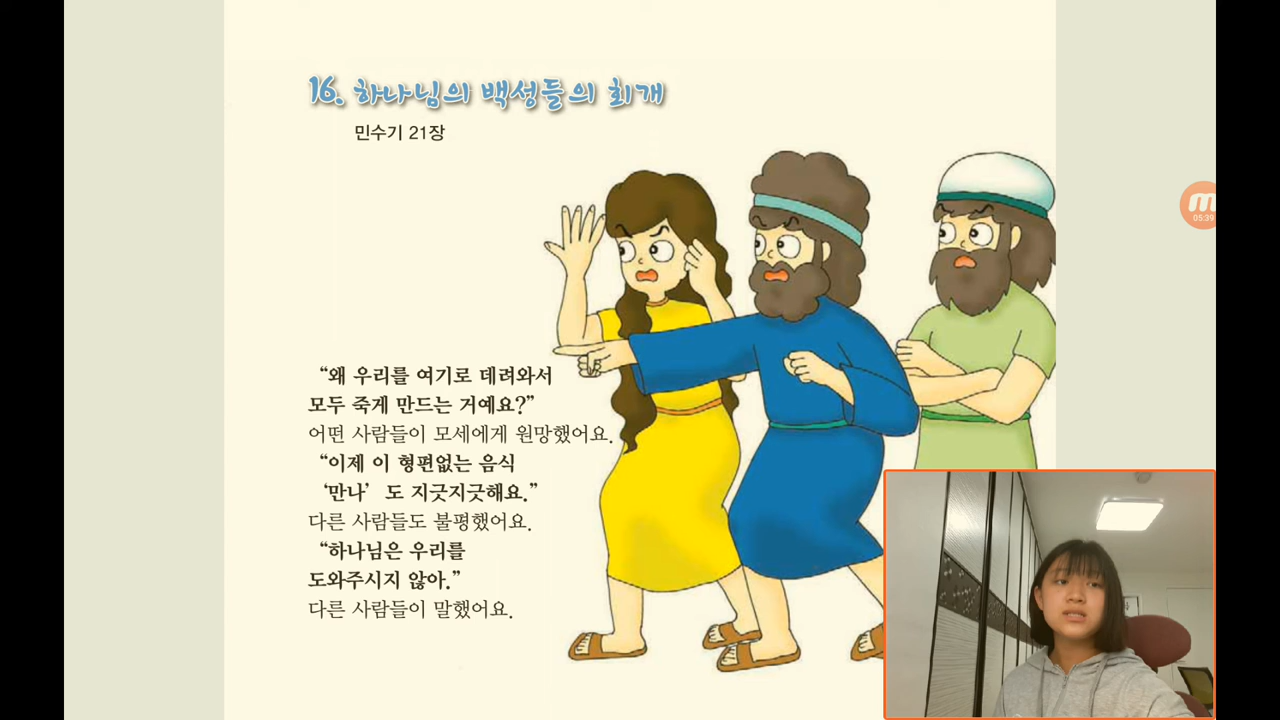 16. 하나님의 백성들의 회개
민수기 21장
“왜 우리를 여기로 데려와서
모두 죽게 만드는 거예요?”
어떤 사람들이 모세에게 원망했어요.
“이제 이 형편없는 음식
‘만나’도 지긋지긋해요.”
다른 사람들도 불평했어요.
“하나님은 우리를
도와주시지 않아.”
다른 사람들이 말했어요.
05:39